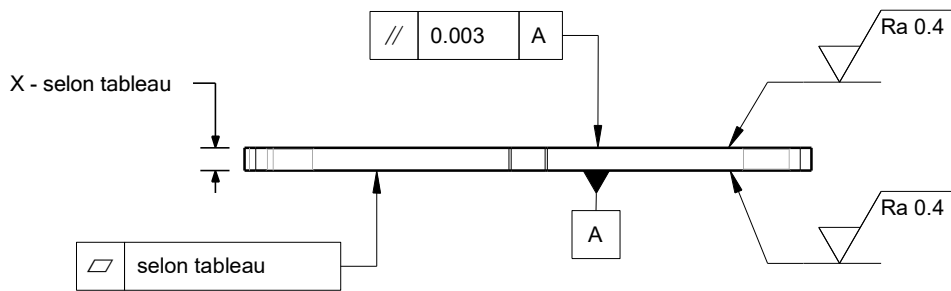 // 0.003 A
Ra 0.4
X - selon tableau
A
Ra 0.4
⏥ selon tableau